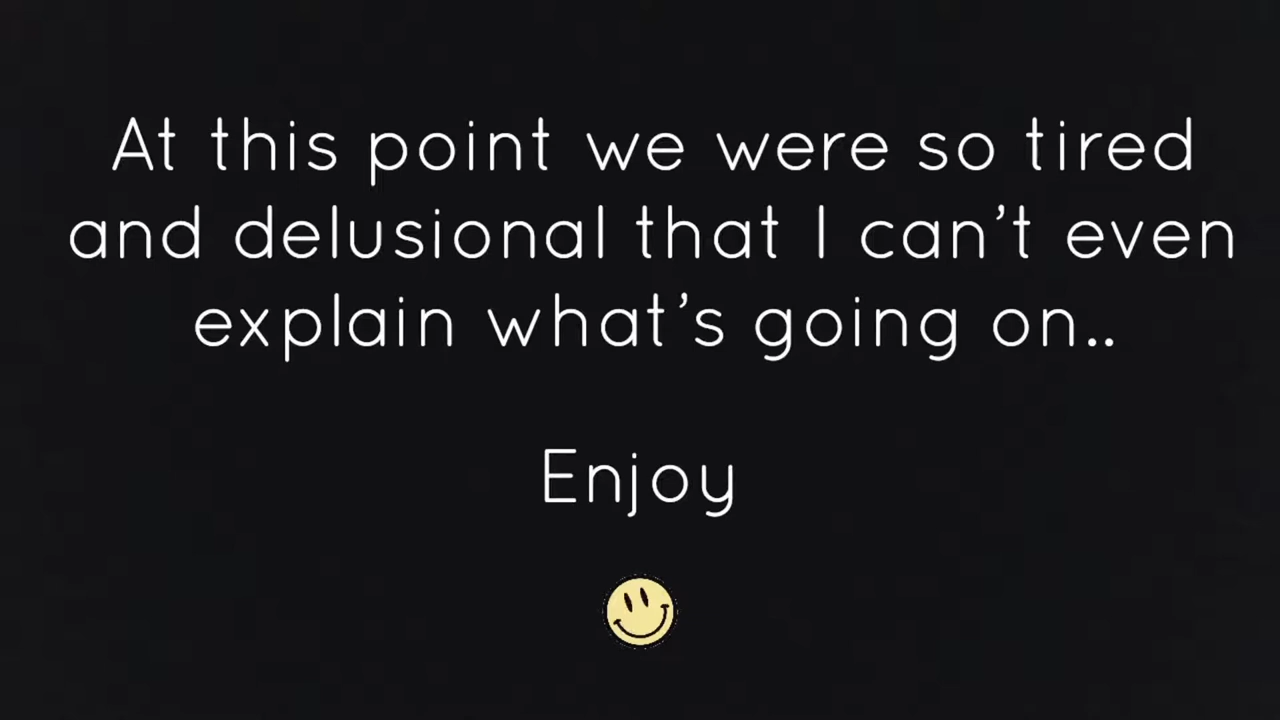 At this point we were so tired
and delusional that I can’t even
explain what’s going on..
Enjoy